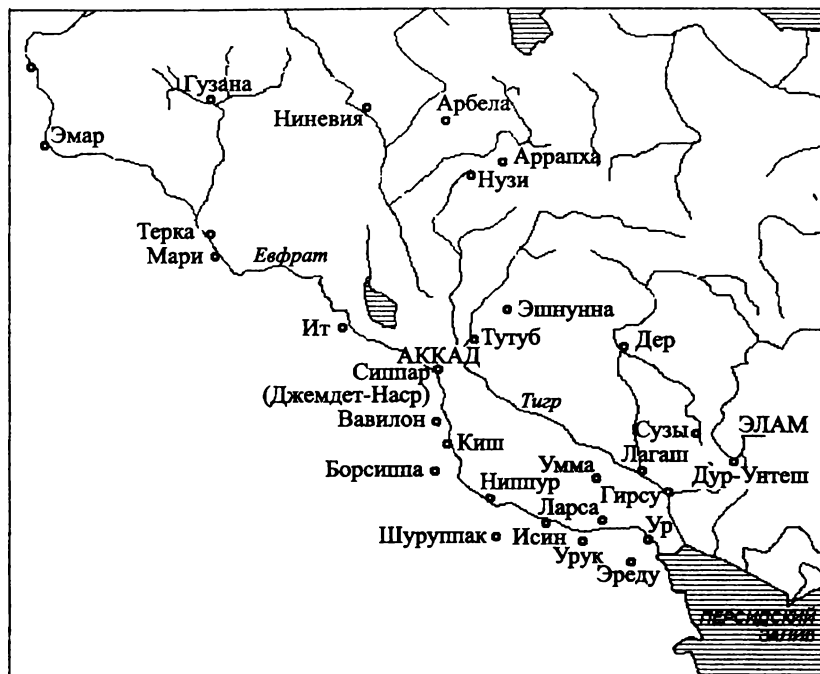 Гузана
Ниневия
Арбела
Эмар
Аррапха
Нузи
Терка
Мари
Евфрат
Эшнунна
Ит
Тутуб
Дер
АККАД
Сиппар
(Джемдет-Наср)
Тигр
Вавилон
Киш
Сузы
ЭЛАМ
Лагаш
Борсиппа
Умма
Дур-Унтеш
Ниппур
Гирсу
Ларса
Шуруппак
Исин
Ур
Урук
Эреду
ПЕРСИДСКИЙ
ЗАЛИВ